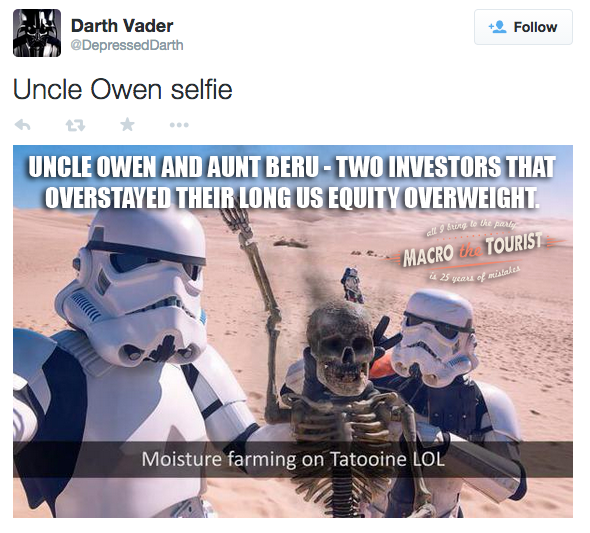 Darth Vader
@DepressedDarth
Follow
Uncle Owen selfie
UNCLE OWEN AND AUNT BERU - TWO INVESTORS THAT
OVERSTAYED THEIR LONG US EQUITY OVERWEIGHT.
all I bring to the party
MACRO the TOURIST
is 25 years of mistakes
Moisture farming on Tatooine LOL